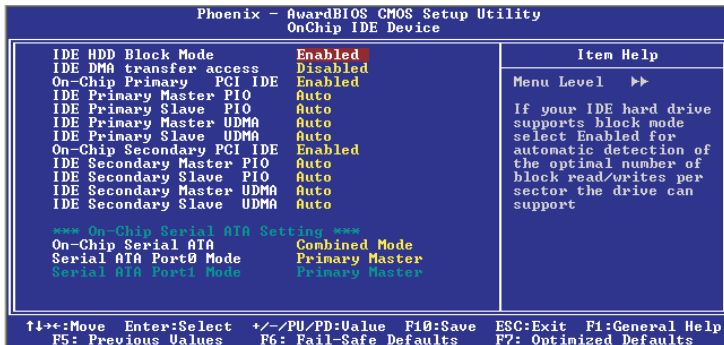 Phoenix - AwardBIOS CMOS Setup Utility
OnChip IDE Device
IDE HDD Block Mode Enabled
IDE DMA transfer access Disabled
On-Chip Primary PCI IDE Enabled
IDE Primary Master PIO Auto
IDE Primary Slave PIO Auto
IDE Primary Master UDMA Auto
IDE Primary Slave UDMA Auto
On-Chip Secondary PCI IDE Enabled
IDE Secondary Master PIO Auto
IDE Secondary Slave PIO Auto
IDE Secondary Master UDMA Auto
IDE Secondary Slave UDMA Auto
*** On-Chip Serial ATA Setting ***
On-Chip Serial ATA Combined Mode
Serial ATA Port0 Mode Primary Master
Serial ATA Port1 Mode Primary Master
Item Help
Menu Level ▶▶
If your IDE hard drive
supports block mode
select Enabled for
automatic detection of
the optimal number of
block read/writes per
sector the drive can
support
↑↓→←:Move Enter:Select +/-/PU/PD:Value F10:Save ESC:Exit F1:General Help
F5: Previous Values F6: Fail-Safe Defaults F7: Optimized Defaults